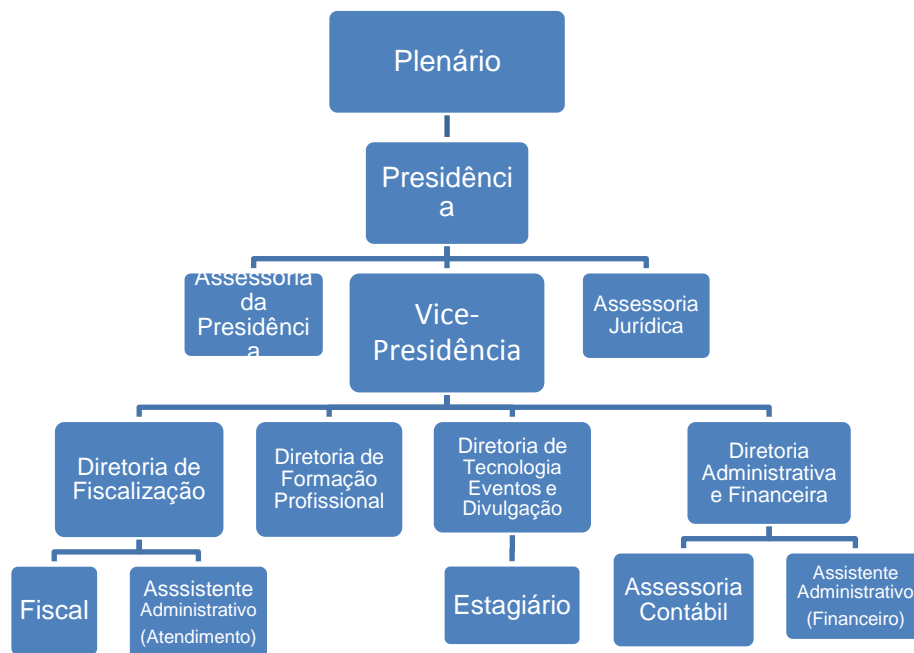 Plenário
Presidênci
a
Assessoria
da
Presidênci
a
Vice-
Presidência
Assessoria
Jurídica
Diretoria de
Fiscalização
Diretoria de
Formação
Profissional
Diretoria de
Tecnologia
Eventos e
Divulgação
Diretoria
Administrativa
e Financeira
Fiscal
Asssistente
Administrativo
(Atendimento)
Estagiário
Assessoria
Contábil
Assistente
Administrativo
(Financeiro)